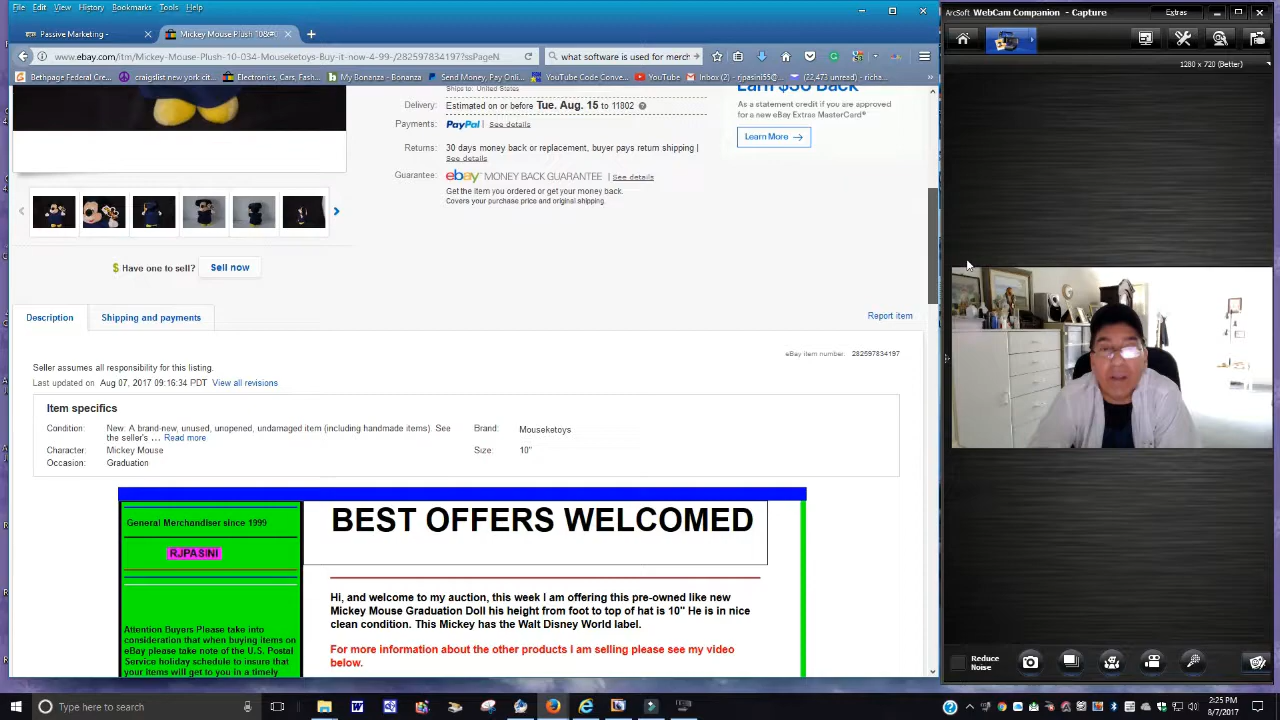 File Edit View History Bookmarks Tools Help
ArcSoft WebCam Companion - Capture
Extras
Passive Marketing -
Mickey Mouse Plush 10&#0
www.ebay.com/itm/Mickey-Mouse-Plush-10-034-Mouseketoys-Buy-it-now-4-99-/282597834197?ssPageN
what software is used for merch
1280 x 720 (Better)
Bethpage Federal Cre...
craigslist new york cit...
Electronics, Cars, Fash...
My Bonanza - Bonanza
Send Money, Pay Onli...
YouTube Code Conve...
YouTube
Inbox (2) - rjpasini55@...
(22,473 unread) - richa...
Earn $30 Back
Ships to: United States
Delivery: Estimated on or before Tue. Aug. 15 to 11802
As a statement credit if you are approved
for a new eBay Extras MasterCard®
Payments: PayPal | See details
Learn More
Returns: 30 days money back or replacement, buyer pays return shipping |
See details
Guarantee: ebay MONEY BACK GUARANTEE | See details
Get the item you ordered or get your money back.
Covers your purchase price and original shipping.
$ Have one to sell? Sell now
Description
Shipping and payments
Report item
eBay item number: 282597834197
Seller assumes all responsibility for this listing.
Last updated on Aug 07, 2017 09:16:34 PDT View all revisions
Item specifics
Condition: New: A brand-new, unused, unopened, undamaged item (including handmade items). See
the seller's ... Read more
Brand: Mouseketoys
Character: Mickey Mouse
Size: 10"
Occasion: Graduation
General Merchandiser since 1999
BEST OFFERS WELCOMED
RJPASINI
Hi, and welcome to my auction, this week I am offering this pre-owned like new
Mickey Mouse Graduation Doll his height from foot to top of hat is 10" He is in nice
clean condition. This Mickey has the Walt Disney World label.
For more information about the other products I am selling please see my video
below.
Attention Buyers Please take into
consideration that when buying items on
eBay please take note of the U.S. Postal
Service holiday schedule to insure that
your items will get to you in a timely
Reduce
Noise
Type here to search
2:25 PM
8/7/2017